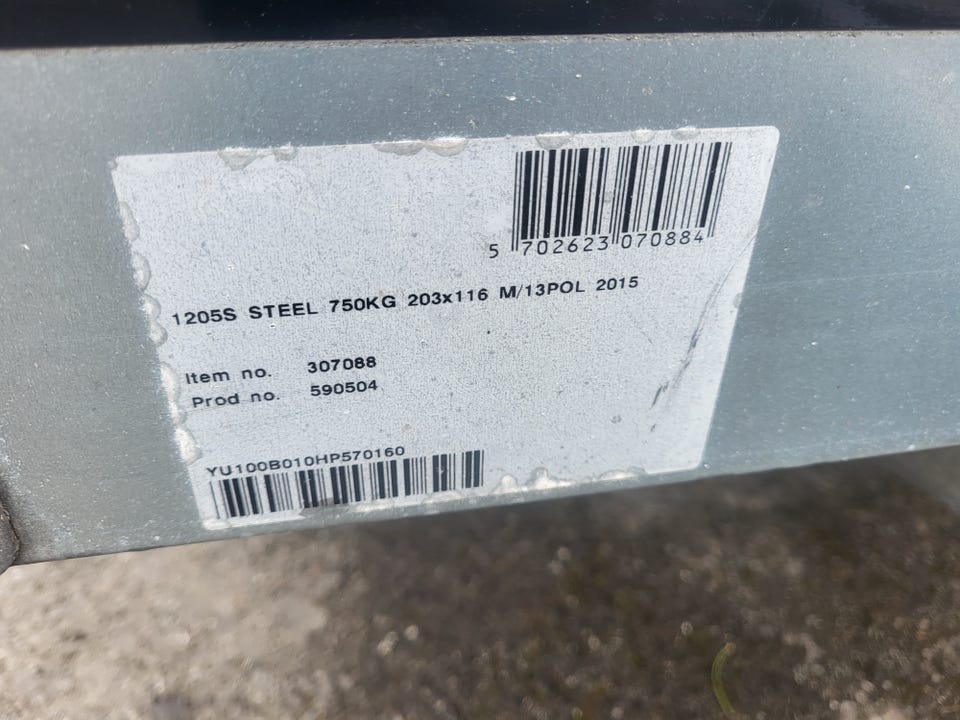 5 702623 070884
1205S STEEL 750KG 203x116 M/13POL 2015
Item no. 307088
Prod no. 590504
YU100B010HP570160